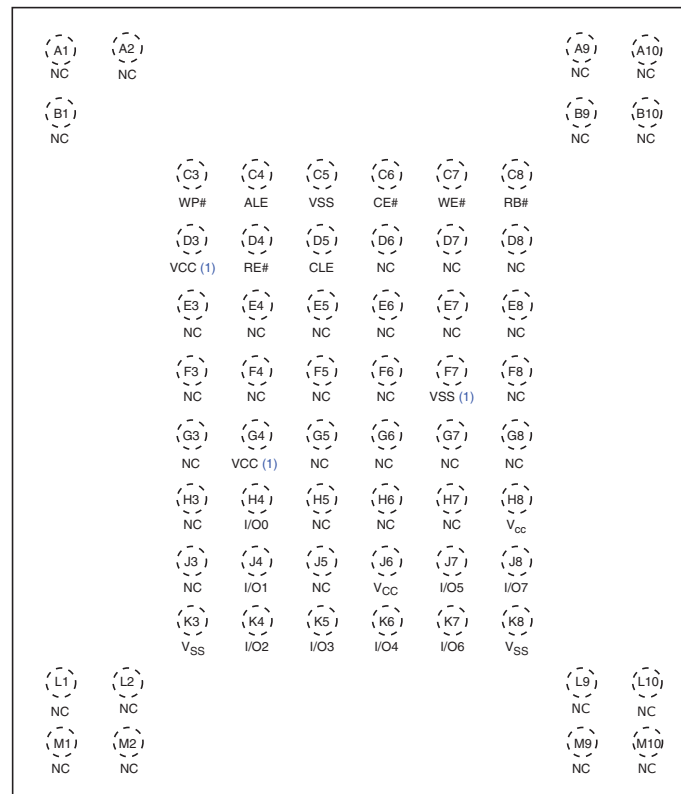 A1 A2 A9 A10
NC NC NC NC
B1 B9 B10
NC NC NC
C3 C4 C5 C6 C7 C8
WP# ALE VSS CE# WE# RB#
D3 D4 D5 D6 D7 D8
VCC (1) RE# CLE NC NC NC
E3 E4 E5 E6 E7 E8
NC NC NC NC NC NC
F3 F4 F5 F6 F7 F8
NC NC NC NC VSS (1) NC
G3 G4 G5 G6 G7 G8
NC VCC (1) NC NC NC NC
H3 H4 H5 H6 H7 H8
NC I/O0 NC NC NC Vcc
J3 J4 J5 J6 J7 J8
NC I/O1 NC VCC I/O5 I/O7
K3 K4 K5 K6 K7 K8
VSS I/O2 I/O3 I/O4 I/O6 VSS
L1 L2 L9 L10
NC NC NC NC
M1 M2 M9 M10
NC NC NC NC